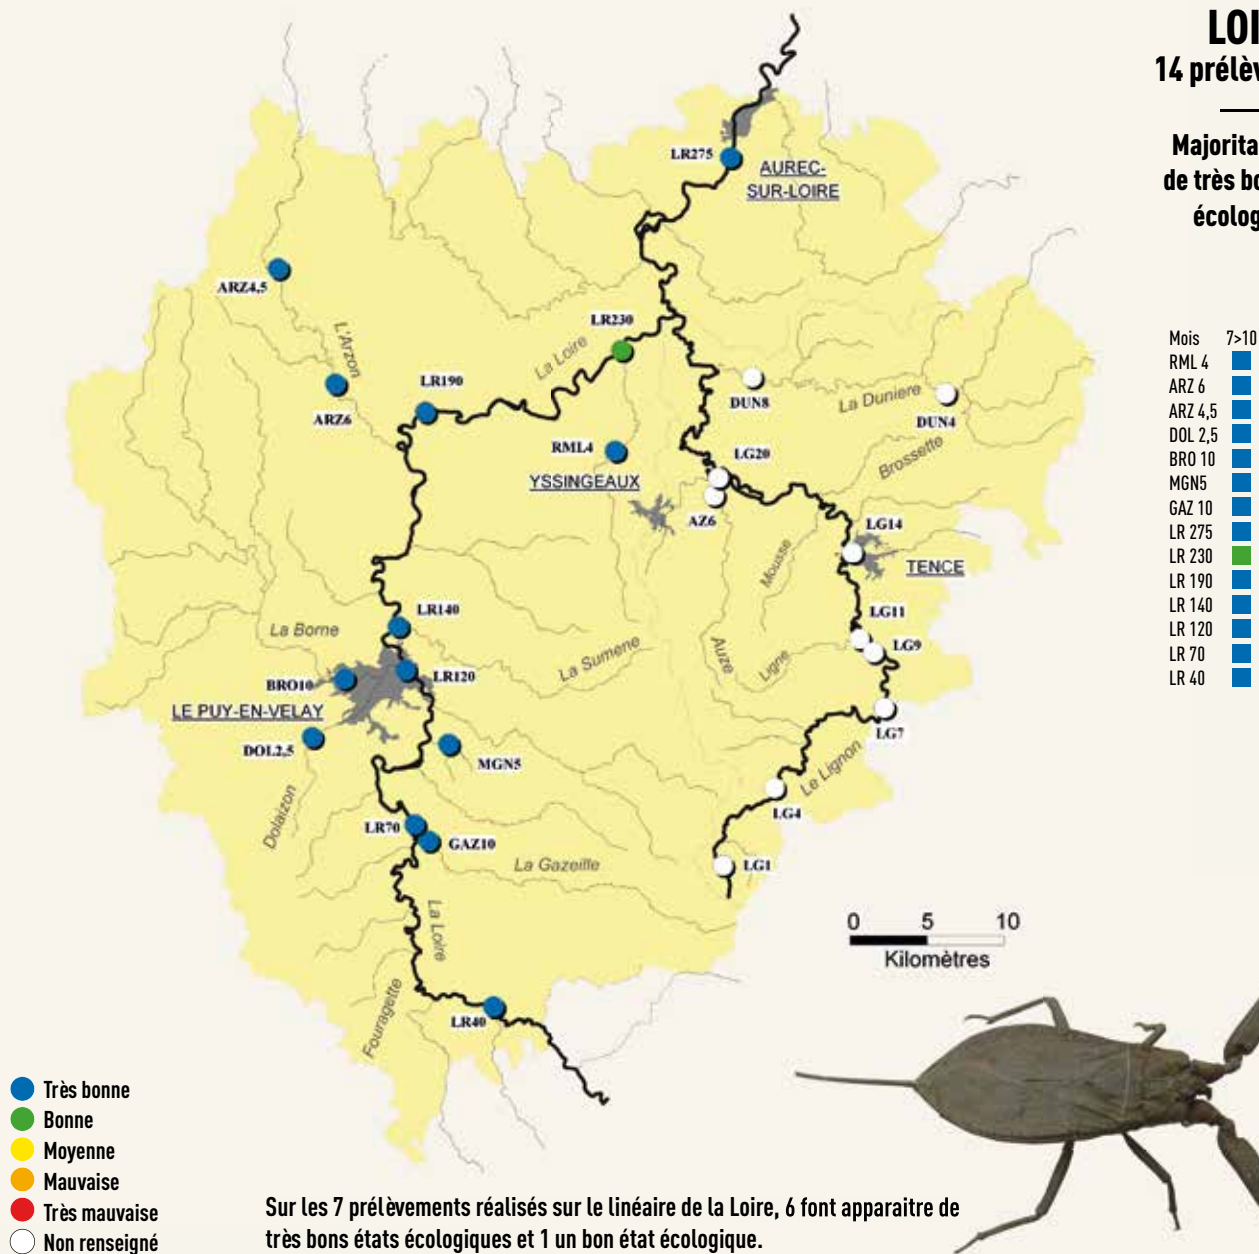 LOI
14 prélèv
Majorita
de très bo
écolog
LR275
AUREC-
SUR-LOIRE
ARZ4,5
L'Arzon
LR230
La Loire
LR190
ARZ6
DUN8
La Duniere
DUN4
RML4
YSSINGEAUX
LG20
Brossette
AZ6
LG14
Mousse
TENCE
LR140
La Borne
LG11
LG9
La Sumene
Auze
Ligne
BRO10
LR120
LE PUY-EN-VELAY
DOL2,5
MGN5
LG7
Le Lignon
Dolaizon
LG4
LR70
GAZ10
La Gazeille
LG1
La Loire
Fouragette
LR40
0 5 10
Kilomètres
Mois 7>10
RML 4
ARZ 6
ARZ 4,5
DOL 2,5
BRO 10
MGN5
GAZ 10
LR 275
LR 230
LR 190
LR 140
LR 120
LR 70
LR 40
Très bonne
Bonne
Moyenne
Mauvaise
Très mauvaise
Non renseigné
Sur les 7 prélèvements réalisés sur le linéaire de la Loire, 6 font apparaitre de
très bons états écologiques et 1 un bon état écologique.